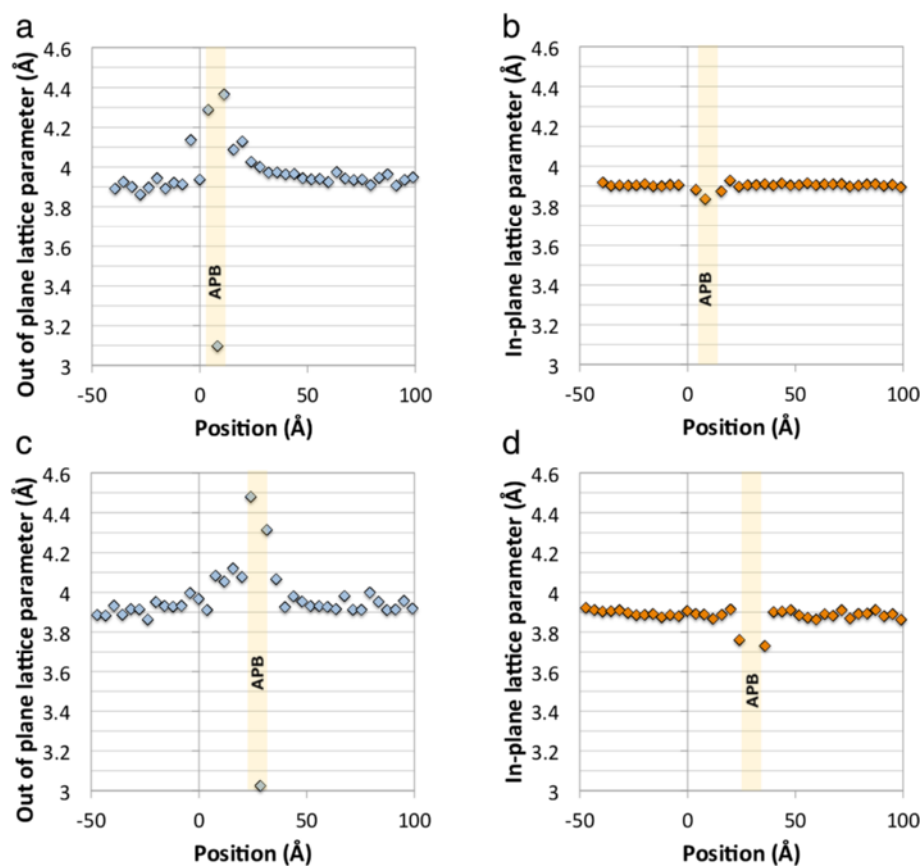 a
Out of plane lattice parameter (Å)
4.6
4.4
4.2
4
3.8
3.6
3.4
3.2
3
APB
-50 0 50 100
Position (Å)
b
In-plane lattice parameter (Å)
4.6
4.4
4.2
4
3.8
3.6
3.4
3.2
3
APB
-50 0 50 100
Position (Å)
c
Out of plane lattice parameter (Å)
4.6
4.4
4.2
4
3.8
3.6
3.4
3.2
3
APB
-50 0 50 100
Position (Å)
d
In-plane lattice parameter (Å)
4.6
4.4
4.2
4
3.8
3.6
3.4
3.2
3
APB
-50 0 50 100
Position (Å)